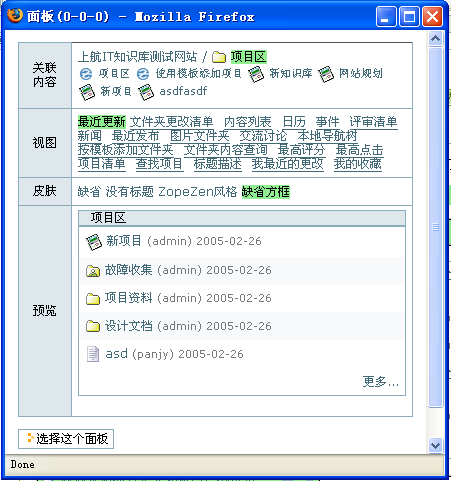 面板(0-0-0) - Mozilla Firefox
关联内容
上航IT知识库测试网站 / 项目区
项目区 使用模板添加项目 新知识库 网站规划
新项目 asdfasdf
视图
最近更新 文件夹更改清单 内容列表 日历 事件 评审清单
新闻 最近发布 图片文件夹 交流讨论 本地导航树
按模板添加文件夹 文件夹内容查询 最高评分 最高点击
项目清单 查找项目 标题描述 我最近的更改 我的收藏
皮肤
缺省 没有标题 ZopeZen风格 缺省方框
预览
项目区
新项目 (admin) 2005-02-26
故障收集 (admin) 2005-02-26
项目资料 (admin) 2005-02-26
设计文档 (admin) 2005-02-26
asd (panjy) 2005-02-26
更多...
选择这个面板
Done